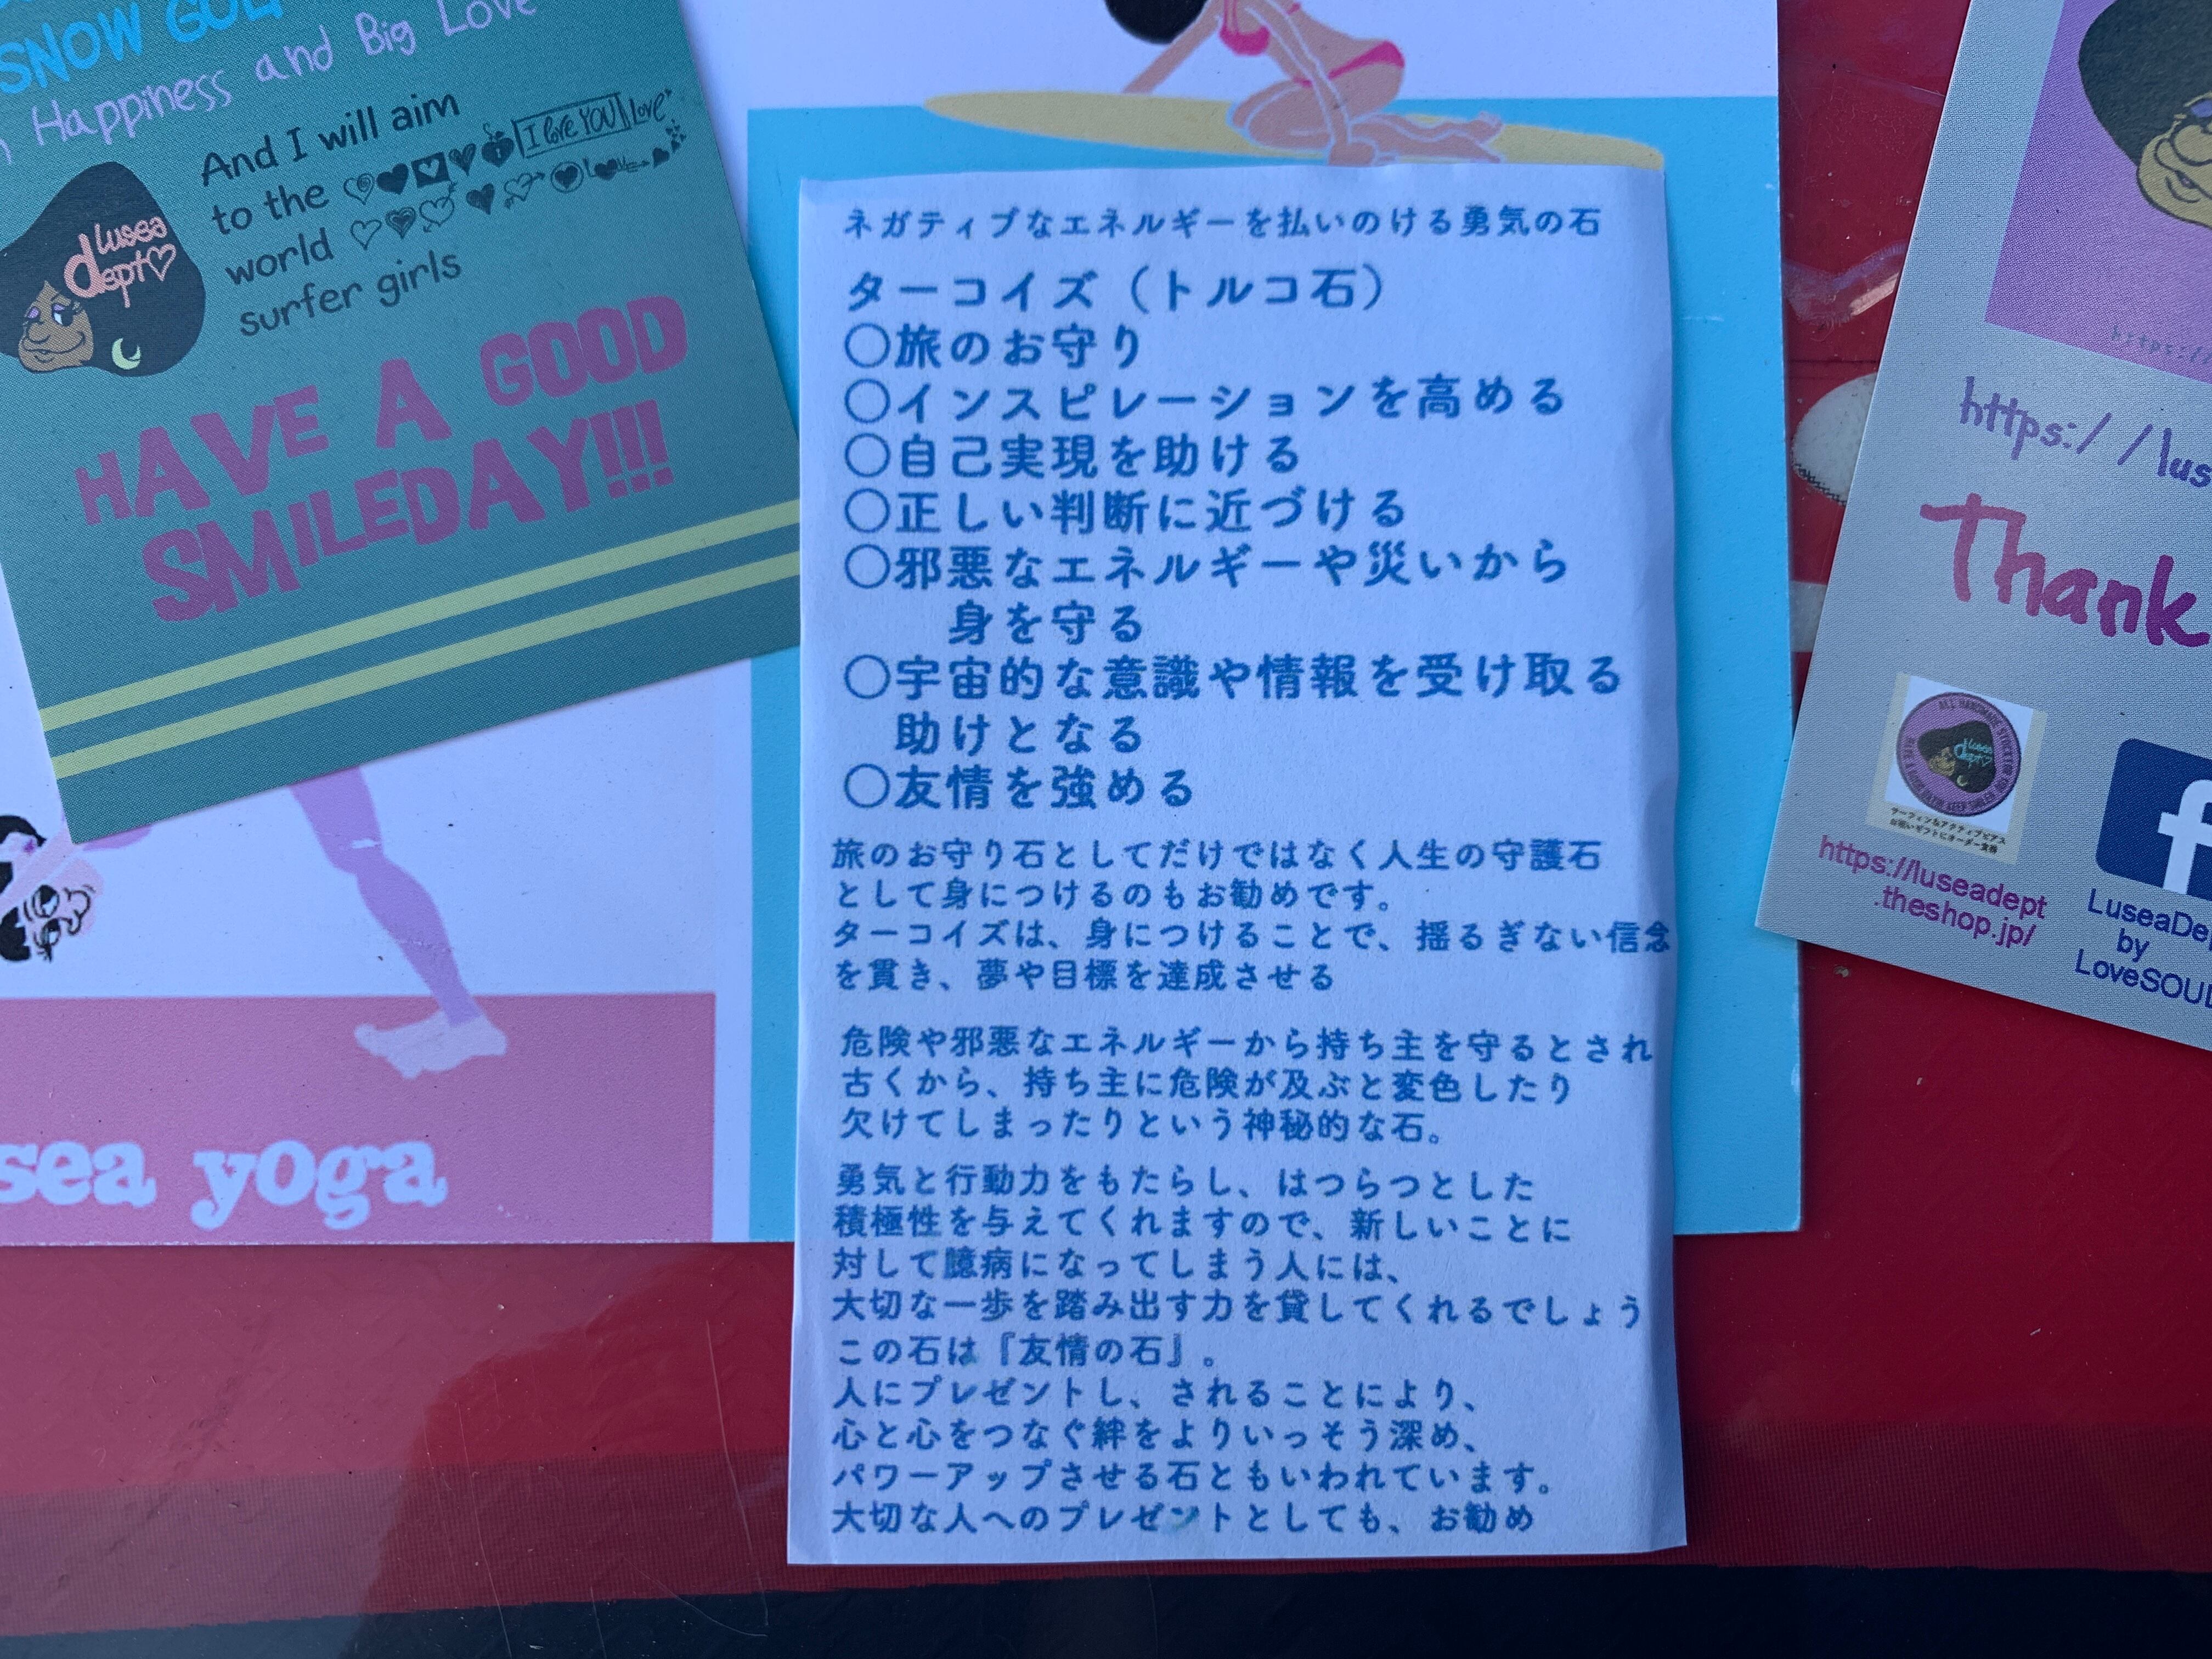 SNOW
Happiness and Big Love
And I will aim
to the
I love YOU
love
world
surfer girls
lusea
dept
HAVE A GOOD
SMILEDAY!!!
sea yoga
ネガティブなエネルギーを払いのける勇気の石
ターコイズ（トルコ石）
○旅のお守り
○インスピレーションを高める
○自己実現を助ける
○正しい判断に近づける
○邪悪なエネルギーや災いから
身を守る
○宇宙的な意識や情報を受け取る
助けとなる
○友情を強める
旅のお守り石としてだけではなく人生の守護石
として身につけるのもお勧めです。
ターコイズは、身につけることで、揺るぎない信念
を貫き、夢や目標を達成させる
危険や邪悪なエネルギーから持ち主を守るとされ
古くから、持ち主に危険が及ぶと変色したり
欠けてしまったりという神秘的な石。
勇気と行動力をもたらし、はつらつとした
積極性を与えてくれますので、新しいことに
対して臆病になってしまう人には、
大切な一歩を踏み出す力を貸してくれるでしょう
この石は『友情の石』。
人にプレゼントし、されることにより、
心と心をつなぐ絆をよりいっそう深め、
パワーアップさせる石ともいわれています。
大切な人へのプレゼントとしても、お勧め
https://
https://lus
Thank
lusea
dept
https://luseadept
.theshop.jp/
f
LuseaDep
by
LoveSOUL